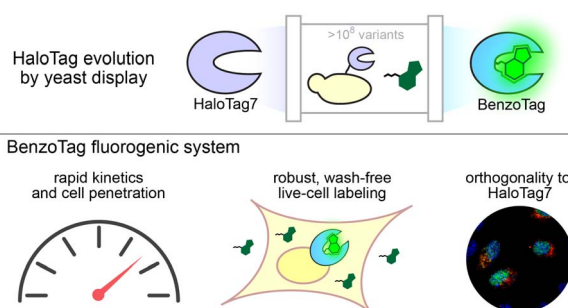 HaloTag evolution
by yeast display
HaloTag7
>10⁸ variants
BenzoTag
BenzoTag fluorogenic system
rapid kinetics
and cell penetration
robust, wash-free
live-cell labeling
orthogonality to
HaloTag7